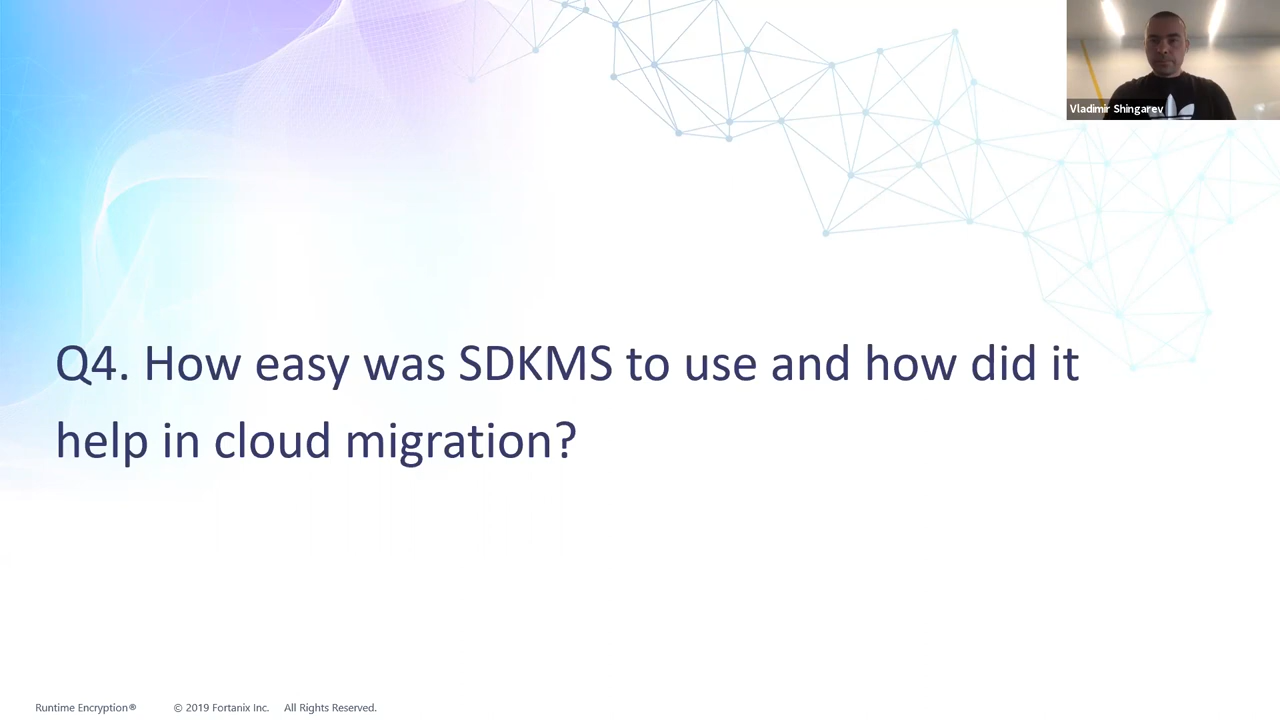 Vladimir Shingarev
Q4. How easy was SDKMS to use and how did it
help in cloud migration?
Runtime Encryption® © 2019 Fortanix Inc. All Rights Reserved.